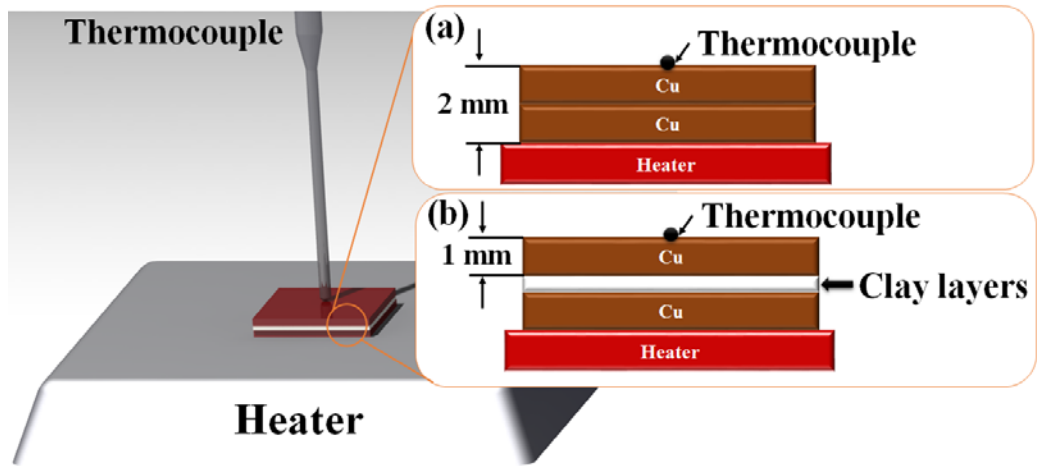 Thermocouple
Heater
(a)
Thermocouple
2 mm
Cu
Cu
Heater
(b)
Thermocouple
1 mm
Cu
Clay layers
Cu
Heater